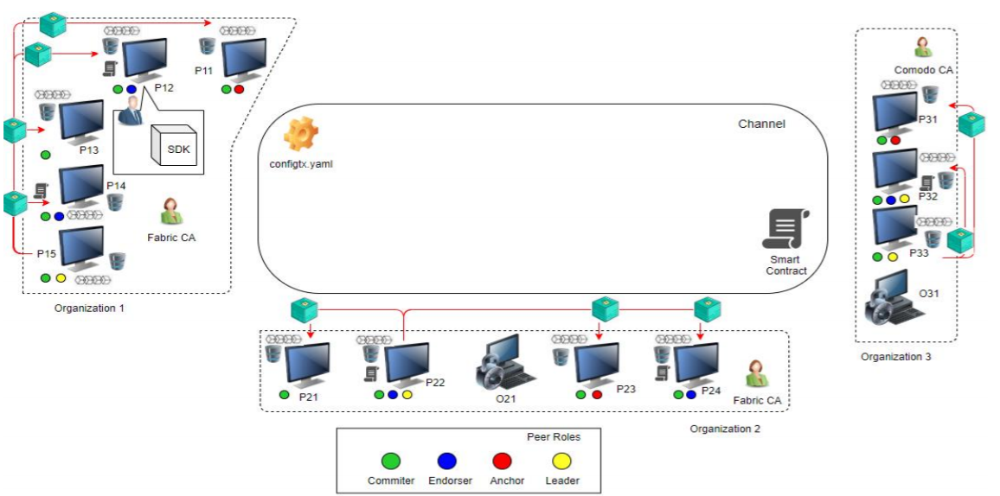 P11
P12
P13
SDK
P14
Fabric CA
P15
Organization 1
Channel
configtx.yaml
Smart
Contract
Comodo CA
P31
P32
P33
O31
Organization 3
P21
P22
O21
P23
P24
Fabric CA
Organization 2
Peer Roles
Commiter
Endorser
Anchor
Leader